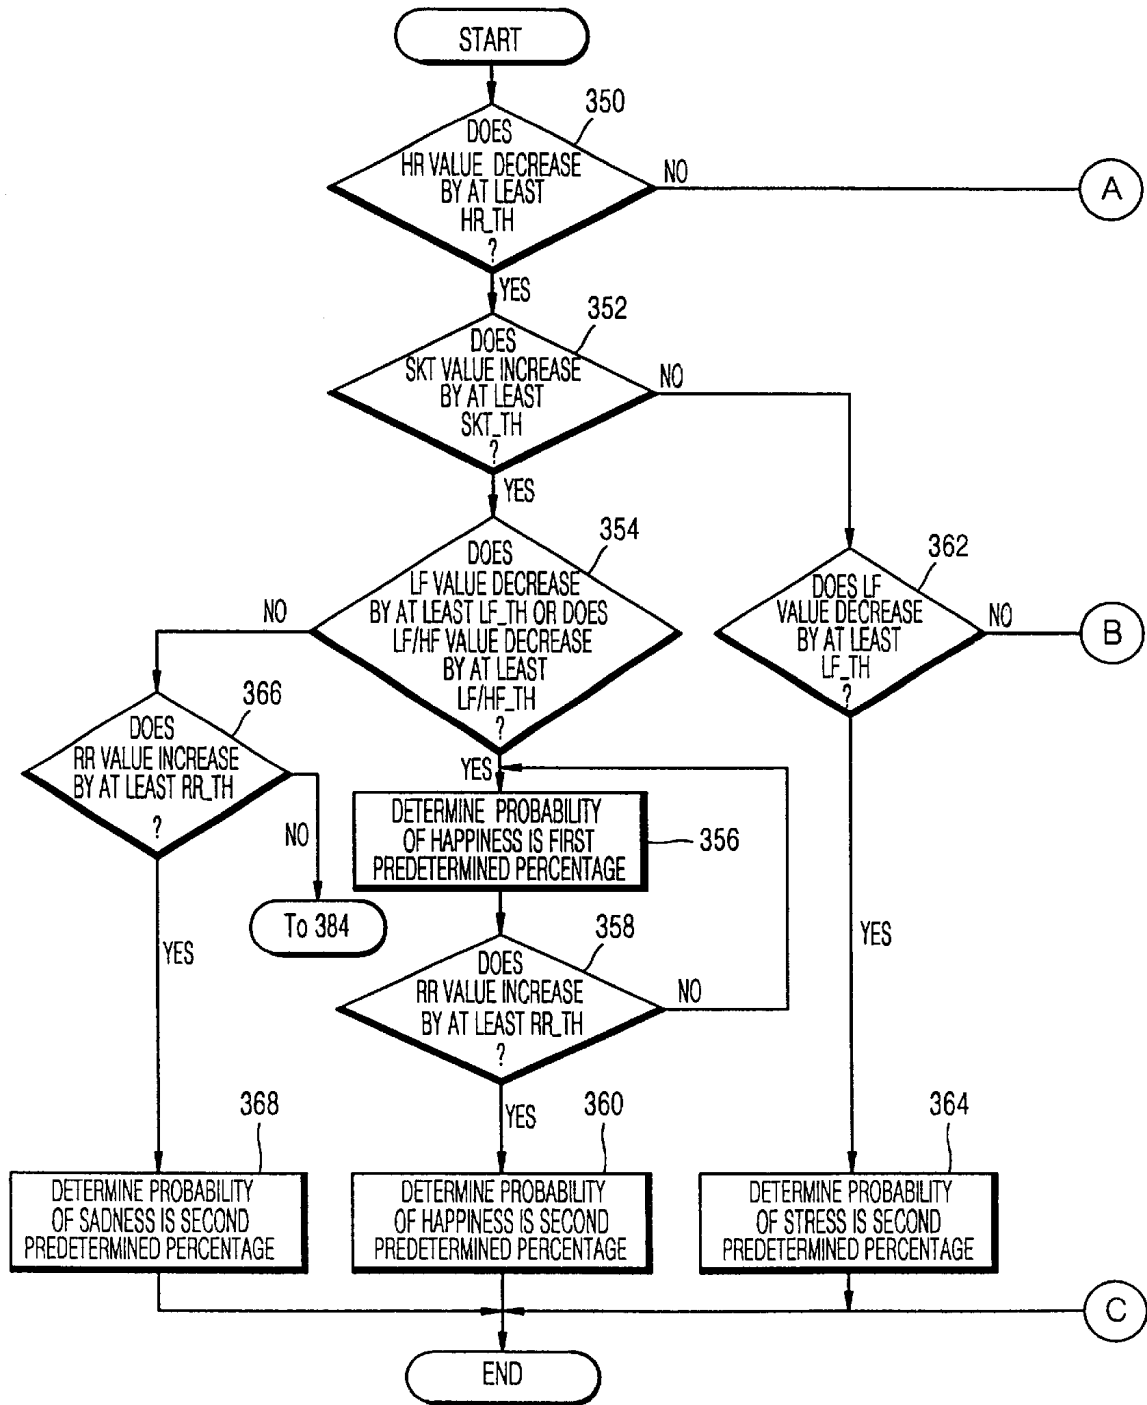 START
350
DOES
HR VALUE DECREASE
BY AT LEAST
HR_TH
?
NO
A
YES
352
DOES
SKT VALUE INCREASE
BY AT LEAST
SKT_TH
?
NO
YES
354
DOES
LF VALUE DECREASE
BY AT LEAST LF_TH OR DOES
LF/HF VALUE DECREASE
BY AT LEAST
LF/HF_TH
?
NO
362
DOES LF
VALUE DECREASE
BY AT LEAST
LF_TH
?
NO
B
366
DOES
RR VALUE INCREASE
BY AT LEAST RR_TH
?
NO
To 384
YES
YES
DETERMINE PROBABILITY
OF HAPPINESS IS FIRST
PREDETERMINED PERCENTAGE
356
358
DOES
RR VALUE INCREASE
BY AT LEAST RR_TH
?
NO
YES
YES
368
DETERMINE PROBABILITY
OF SADNESS IS SECOND
PREDETERMINED PERCENTAGE
360
DETERMINE PROBABILITY
OF HAPPINESS IS SECOND
PREDETERMINED PERCENTAGE
364
DETERMINE PROBABILITY
OF STRESS IS SECOND
PREDETERMINED PERCENTAGE
C
END